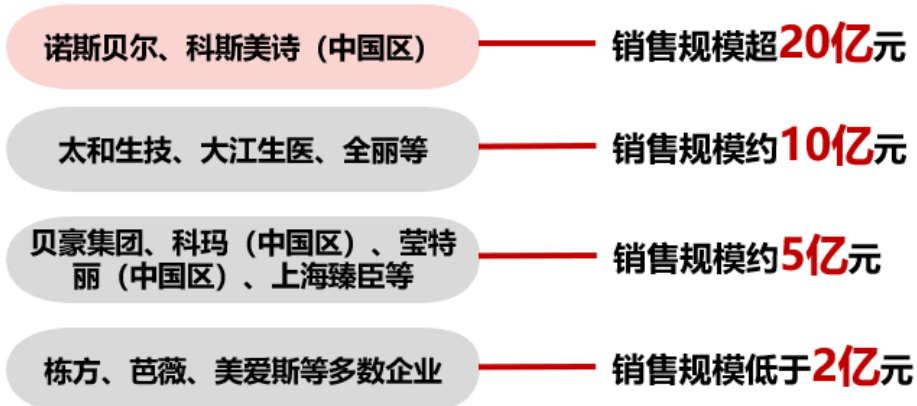 诺斯贝尔、科斯美诗（中国区）
销售规模超20亿元
太和生技、大江生医、全丽等
销售规模约10亿元
贝豪集团、科玛（中国区）、莹特
丽（中国区）、上海臻臣等
销售规模约5亿元
栋方、芭薇、美爱斯等多数企业
销售规模低于2亿元